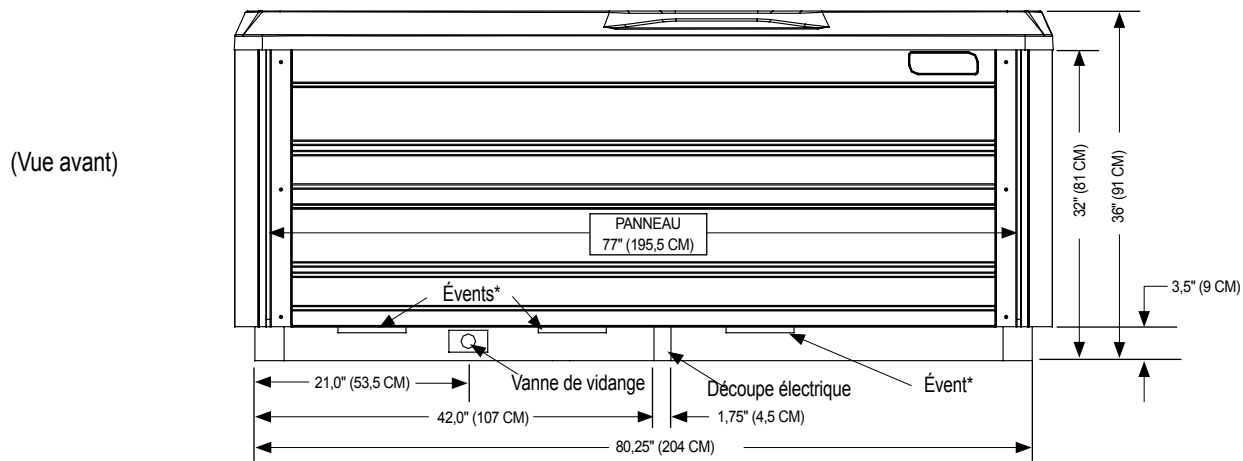 (Vue avant)
32" (81 CM)
36" (91 CM)
PANNEAU
77" (195,5 CM)
3,5" (9 CM)
Évents*
21,0" (53,5 CM)
Vanne de vidange
Découpe électrique
Évent*
42,0" (107 CM)
1,75" (4,5 CM)
80,25" (204 CM)